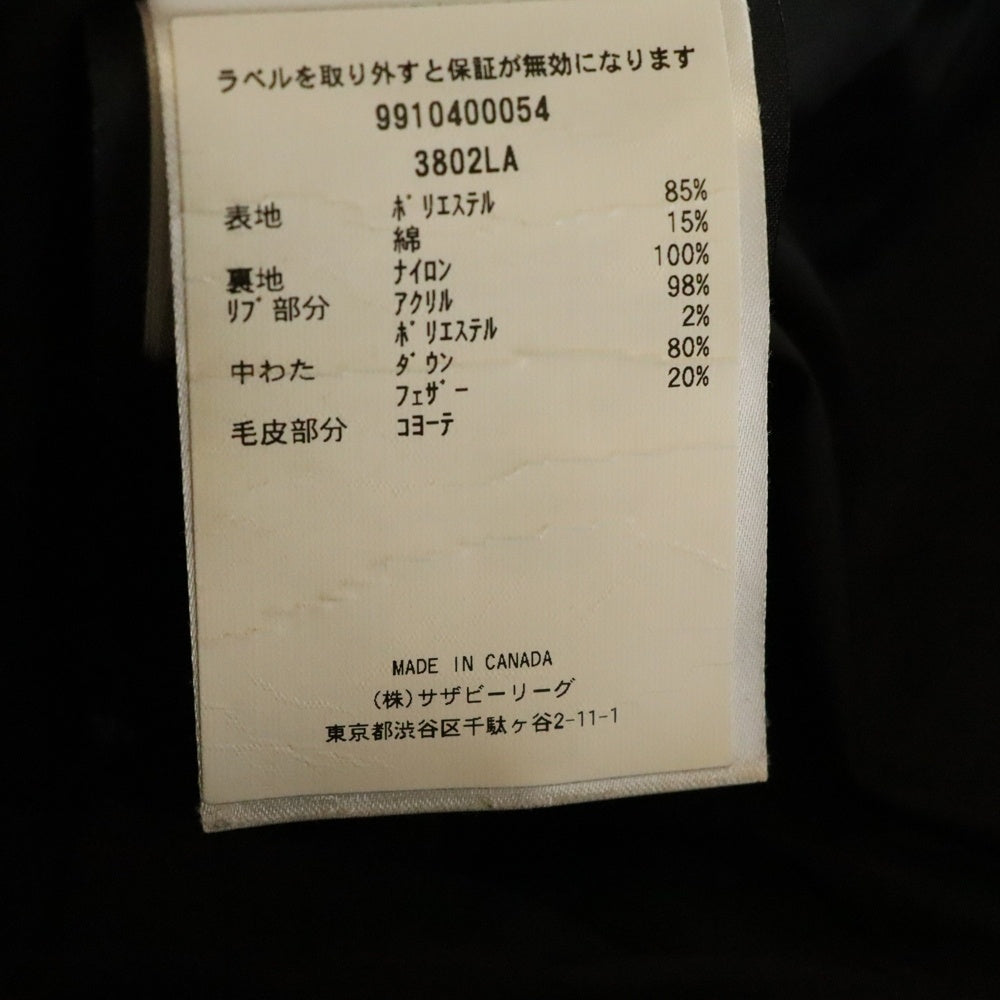 ラベルを取り外すと保証が無効になります
9910400054
3802LA
表地 ポリエステル 85%
綿 15%
裏地 ナイロン 100%
リブ部分 アクリル 98%
ポリエステル 2%
中わた ダウン 80%
フェザー 20%
毛皮部分 コヨーテ
MADE IN CANADA
(株)サザビーリーグ
東京都渋谷区千駄ヶ谷2-11-1